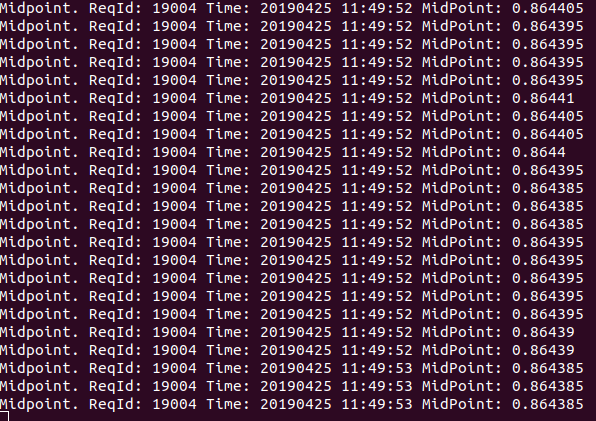 Midpoint. ReqId: 19004 Time: 20190425 11:49:52 MidPoint: 0.864405
Midpoint. ReqId: 19004 Time: 20190425 11:49:52 MidPoint: 0.864395
Midpoint. ReqId: 19004 Time: 20190425 11:49:52 MidPoint: 0.864395
Midpoint. ReqId: 19004 Time: 20190425 11:49:52 MidPoint: 0.864395
Midpoint. ReqId: 19004 Time: 20190425 11:49:52 MidPoint: 0.864395
Midpoint. ReqId: 19004 Time: 20190425 11:49:52 MidPoint: 0.86441
Midpoint. ReqId: 19004 Time: 20190425 11:49:52 MidPoint: 0.864405
Midpoint. ReqId: 19004 Time: 20190425 11:49:52 MidPoint: 0.864405
Midpoint. ReqId: 19004 Time: 20190425 11:49:52 MidPoint: 0.8644
Midpoint. ReqId: 19004 Time: 20190425 11:49:52 MidPoint: 0.864395
Midpoint. ReqId: 19004 Time: 20190425 11:49:52 MidPoint: 0.864385
Midpoint. ReqId: 19004 Time: 20190425 11:49:52 MidPoint: 0.864385
Midpoint. ReqId: 19004 Time: 20190425 11:49:52 MidPoint: 0.864385
Midpoint. ReqId: 19004 Time: 20190425 11:49:52 MidPoint: 0.864395
Midpoint. ReqId: 19004 Time: 20190425 11:49:52 MidPoint: 0.864395
Midpoint. ReqId: 19004 Time: 20190425 11:49:52 MidPoint: 0.864395
Midpoint. ReqId: 19004 Time: 20190425 11:49:52 MidPoint: 0.864395
Midpoint. ReqId: 19004 Time: 20190425 11:49:52 MidPoint: 0.864395
Midpoint. ReqId: 19004 Time: 20190425 11:49:52 MidPoint: 0.86439
Midpoint. ReqId: 19004 Time: 20190425 11:49:52 MidPoint: 0.86439
Midpoint. ReqId: 19004 Time: 20190425 11:49:53 MidPoint: 0.864385
Midpoint. ReqId: 19004 Time: 20190425 11:49:53 MidPoint: 0.864385
Midpoint. ReqId: 19004 Time: 20190425 11:49:53 MidPoint: 0.864385